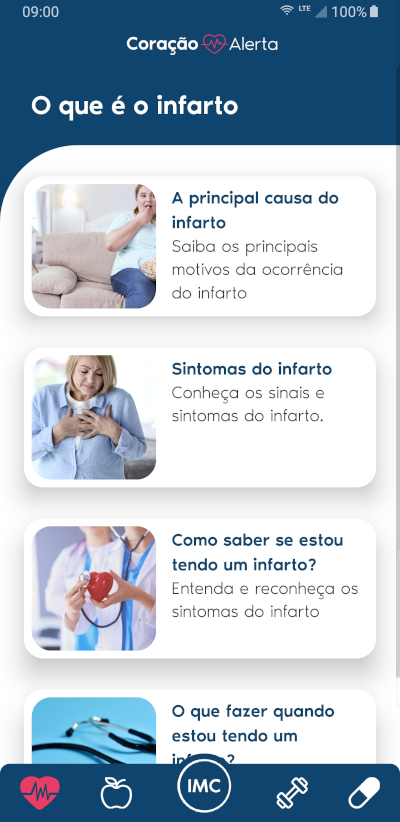 09:00 LTE 100%
Coração Alerta
O que é o infarto
A principal causa do
infarto
Saiba os principais
motivos da ocorrência
do infarto
Sintomas do infarto
Conheça os sinais e
sintomas do infarto.
Como saber se estou
tendo um infarto?
Entenda e reconheça os
sintomas do infarto
O que fazer quando
estou tendo um
IMC